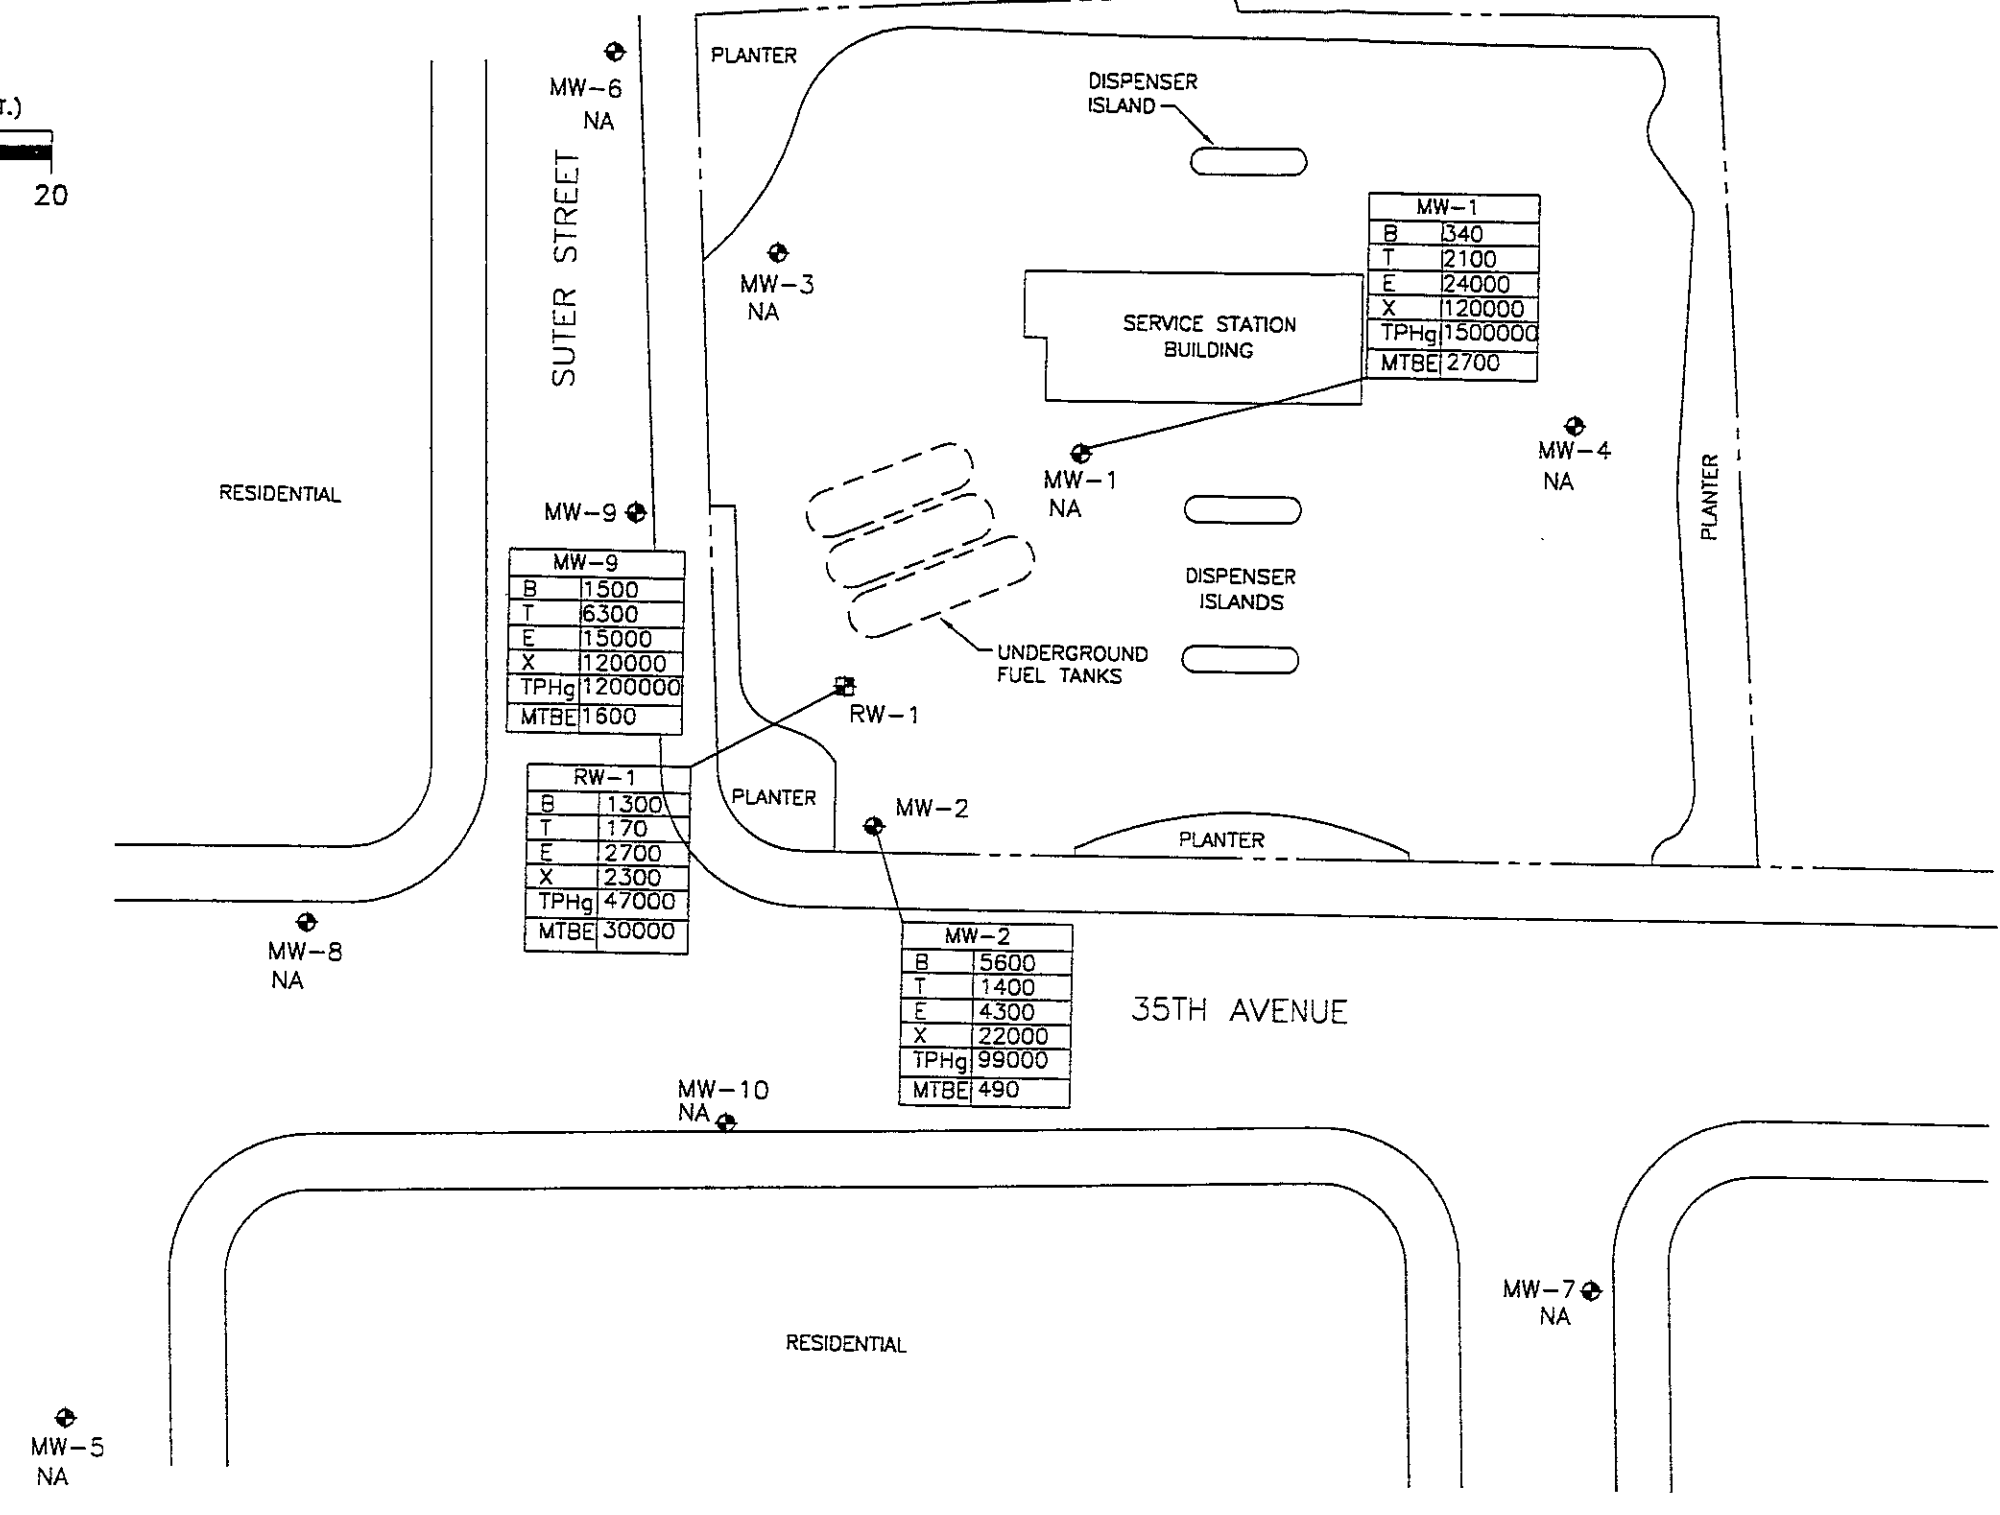 PLANTER
MW-6
NA
DISPENSER
ISLAND
20
SUTER STREET
MW-1
B 340
T 2100
E 24000
X 120000
TPHg 1500000
MTBE 2700
MW-3
NA
SERVICE STATION
BUILDING
MW-4
NA
PLANTER
MW-1
NA
RESIDENTIAL
MW-9
MW-9
B 1500
T 6300
E 15000
X 120000
TPHg 1200000
MTBE 1600
DISPENSER
ISLANDS
UNDERGROUND
FUEL TANKS
RW-1
RW-1
B 1300
T 170
E 2700
X 2300
TPHg 47000
MTBE 30000
PLANTER
MW-2
PLANTER
MW-8
NA
MW-2
B 5600
T 1400
E 4300
X 22000
TPHg 99000
MTBE 490
35TH AVENUE
MW-10
NA
MW-7
NA
RESIDENTIAL
MW-5
NA